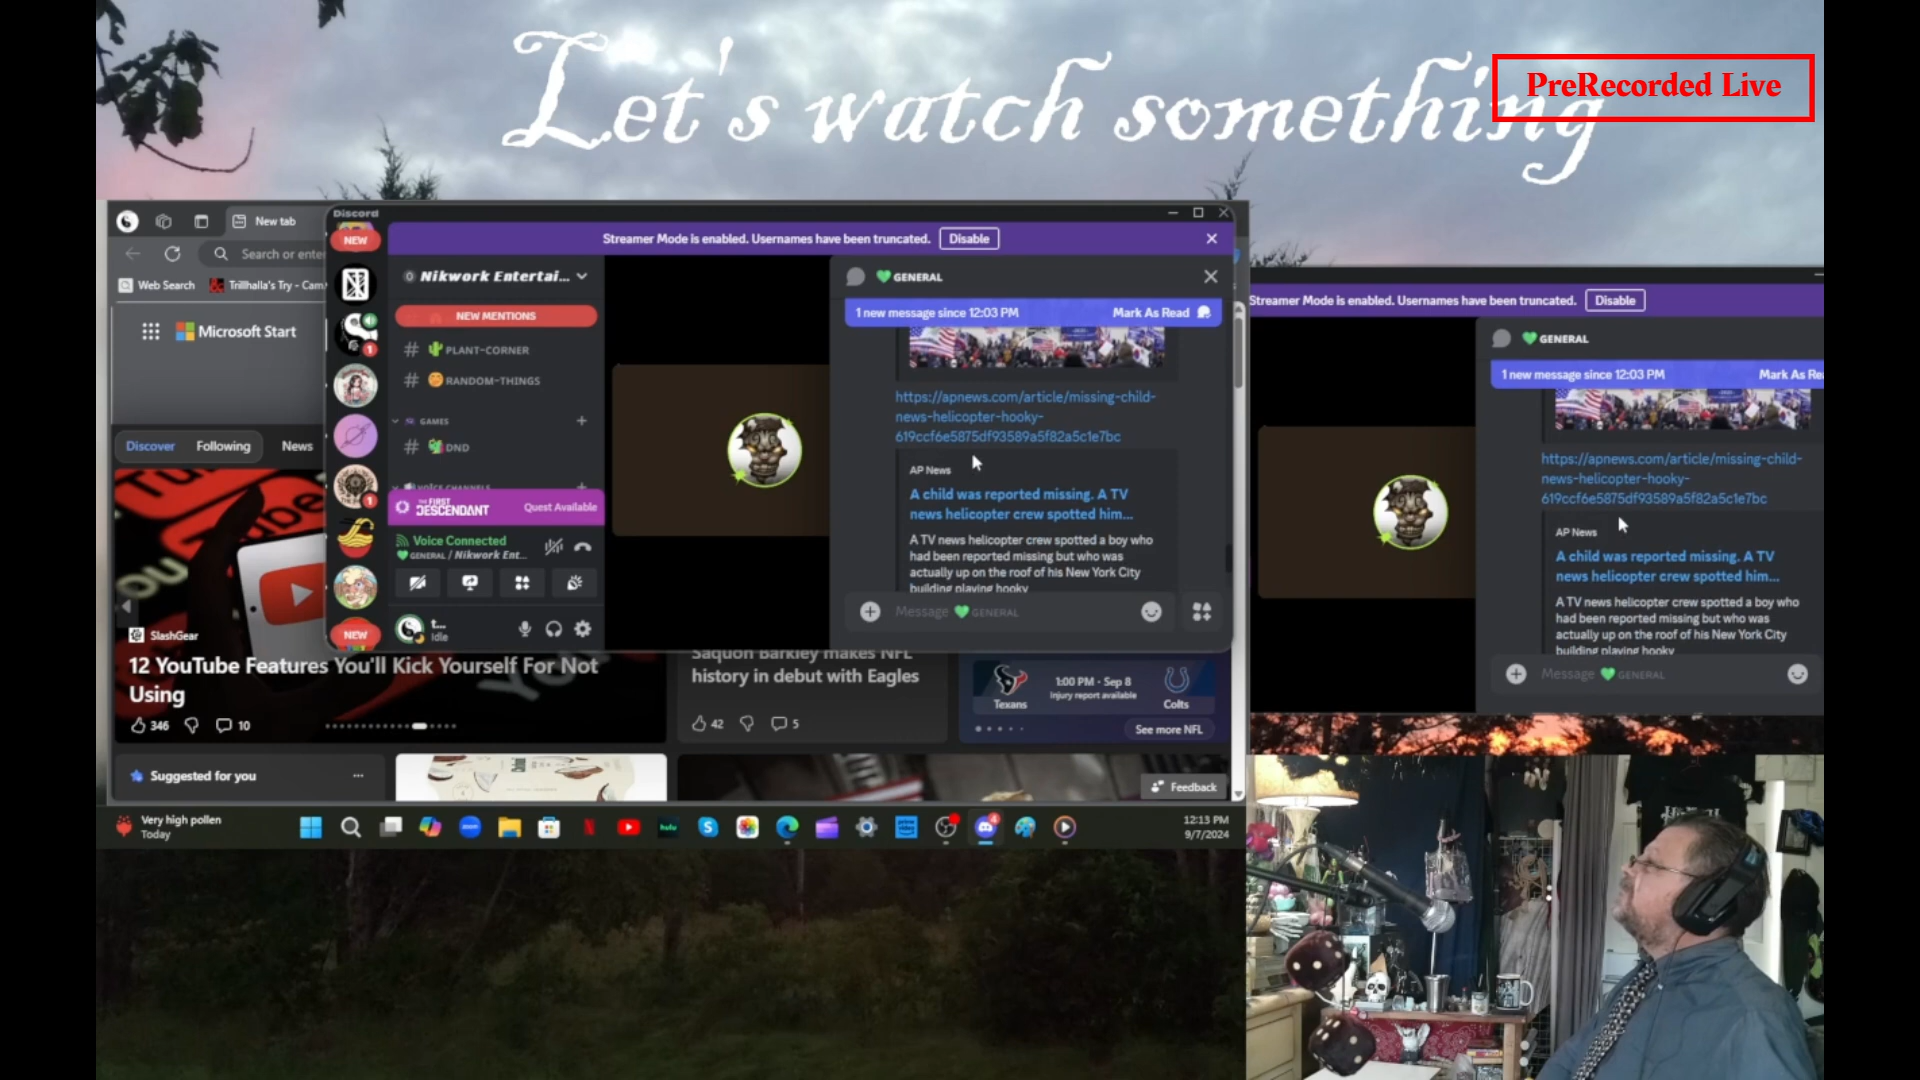 Let's watch something
PreRecorded Live
New tab
Search or ente
Web Search
Trillhalla's Try - Cam
Microsoft Start
Discover
Following
News
SlashGear
12 YouTube Features You'll Kick Yourself For Not
Using
346
10
Discord
NEW
Streamer Mode is enabled. Usernames have been truncated.
Disable
Nikwork Entertai...
NEW MENTIONS
PLANT-CORNER
RANDOM-THINGS
GAMES
DND
VOICE CHANNELS
THE FIRST
DESCENDANT
Quest Available
Voice Connected
GENERAL / Nikwork Ent...
t...
Idle
NEW
GENERAL
1 new message since 12:03 PM
Mark As Read
https://apnews.com/article/missing-child-
news-helicopter-hooky-
619ccf6e5875df93589a5f82a5c1e7bc
AP News
A child was reported missing. A TV
news helicopter crew spotted him...
A TV news helicopter crew spotted a boy who
had been reported missing but who was
actually up on the roof of his New York City
building playing hooky
Message GENERAL
Saquon Barkley makes NFL
history in debut with Eagles
42
5
1:00 PM - Sep 8
Injury report available
Texans
Colts
See more NFL
Suggested for you
Feedback
Very high pollen
Today
hulu
12:13 PM
9/7/2024
Streamer Mode is enabled. Usernames have been truncated.
Disable
GENERAL
1 new message since 12:03 PM
Mark As Rea
https://apnews.com/article/missing-child-
news-helicopter-hooky-
619ccf6e5875df93589a5f82a5c1e7bc
AP News
A child was reported missing. A TV
news helicopter crew spotted him...
A TV news helicopter crew spotted a boy who
had been reported missing but who was
actually up on the roof of his New York City
building playing hooky
Message GENERAL